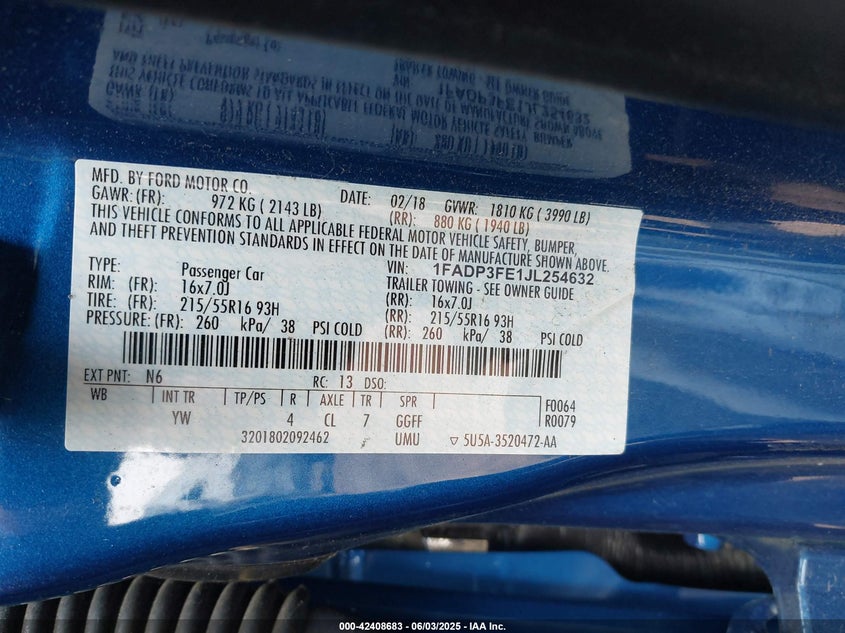 MFD. BY FORD MOTOR CO. DATE: 02/18 GVWR: 1810 KG ( 3990 LB)
GAWR: (FR): 972 KG ( 2143 LB) (RR): 880 KG ( 1940 LB)
THIS VEHICLE CONFORMS TO ALL APPLICABLE FEDERAL MOTOR VEHICLE SAFETY, BUMPER,
AND THEFT PREVENTION STANDARDS IN EFFECT ON THE DATE OF MANUFACTURE SHOWN ABOVE.
VIN: 1FADP3FE1JL254632
TYPE: Passenger Car TRAILER TOWING - SEE OWNER GUIDE
RIM: (FR): 16x7.0J (RR): 16x7.0J
TIRE: (FR): 215/55R16 93H (RR): 215/55R16 93H
PRESSURE: (FR): 260 kPa/ 38 PSI COLD (RR): 260 kPa/ 38 PSI COLD
EXT PNT: N6 RC: 13 DSO:
WB INT TR TP/PS R AXLE TR SPR F0064
YW 4 CL 7 GGFF R0079
3201802092462 UMU ▽ 5U5A-3520472-AA
000-42408683 - 06/03/2025 - IAA Inc.